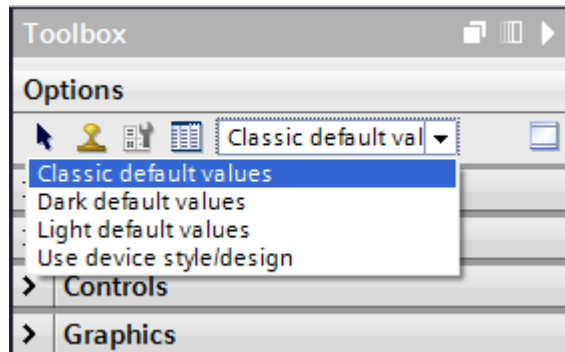 Toolbox
Options
Classic default val
Classic default values
Dark default values
Light default values
Use device style/design
Controls
Graphics